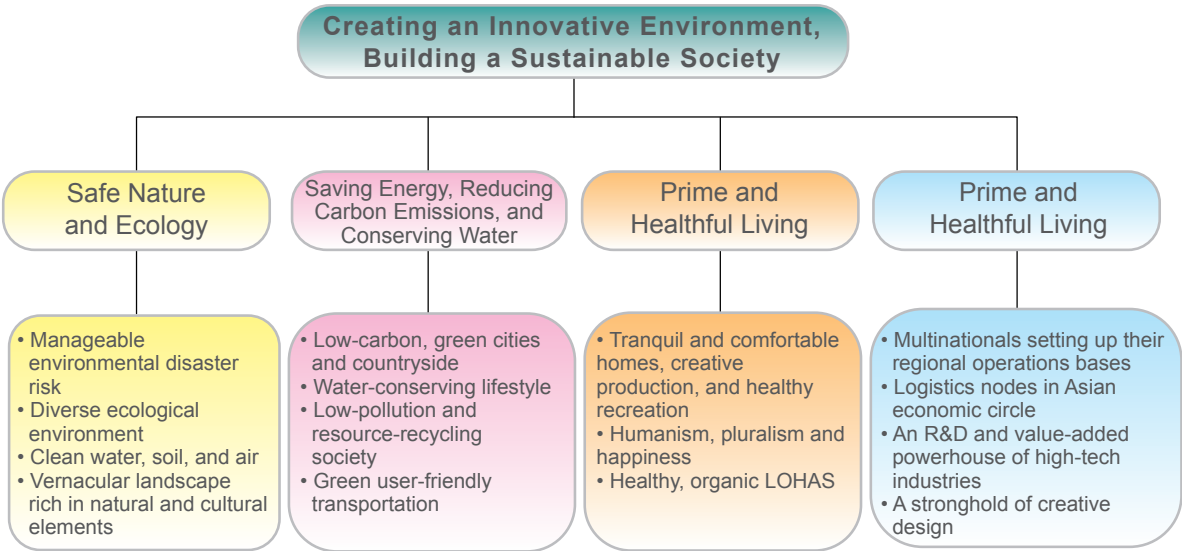 Creating an Innovative Environment,
Building a Sustainable Society
Safe Nature
and Ecology
Saving Energy, Reducing
Carbon Emissions, and
Conserving Water
Prime and
Healthful Living
Prime and
Healthful Living
• Manageable
environmental disaster
risk
• Diverse ecological
environment
• Clean water, soil, and air
• Vernacular landscape
rich in natural and cultural
elements
• Low-carbon, green cities
and countryside
• Water-conserving lifestyle
• Low-pollution and
resource-recycling
society
• Green user-friendly
transportation
• Tranquil and comfortable
homes, creative
production, and healthy
recreation
• Humanism, pluralism and
happiness
• Healthy, organic LOHAS
• Multinationals setting up their
regional operations bases
• Logistics nodes in Asian
economic circle
• An R&D and value-added
powerhouse of high-tech
industries
• A stronghold of creative
design